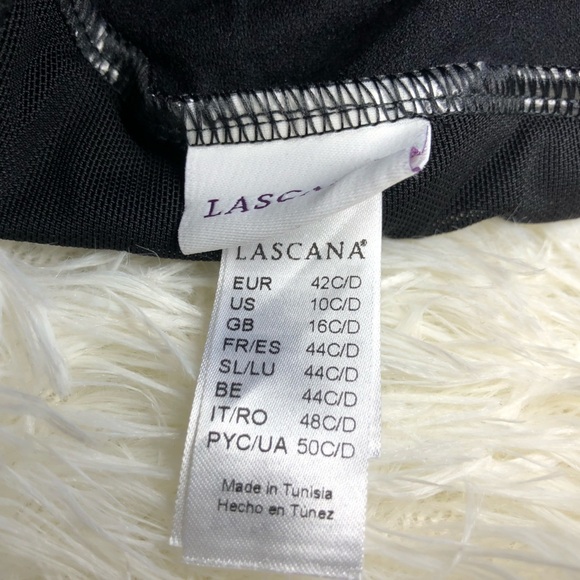 LASCANA
LASCANA®
EUR 42C/D
US 10C/D
GB 16C/D
FR/ES 44C/D
SL/LU 44C/D
BE 44C/D
IT/RO 48C/D
PYC/UA 50C/D
Made in Tunisia
Hecho en Túnez